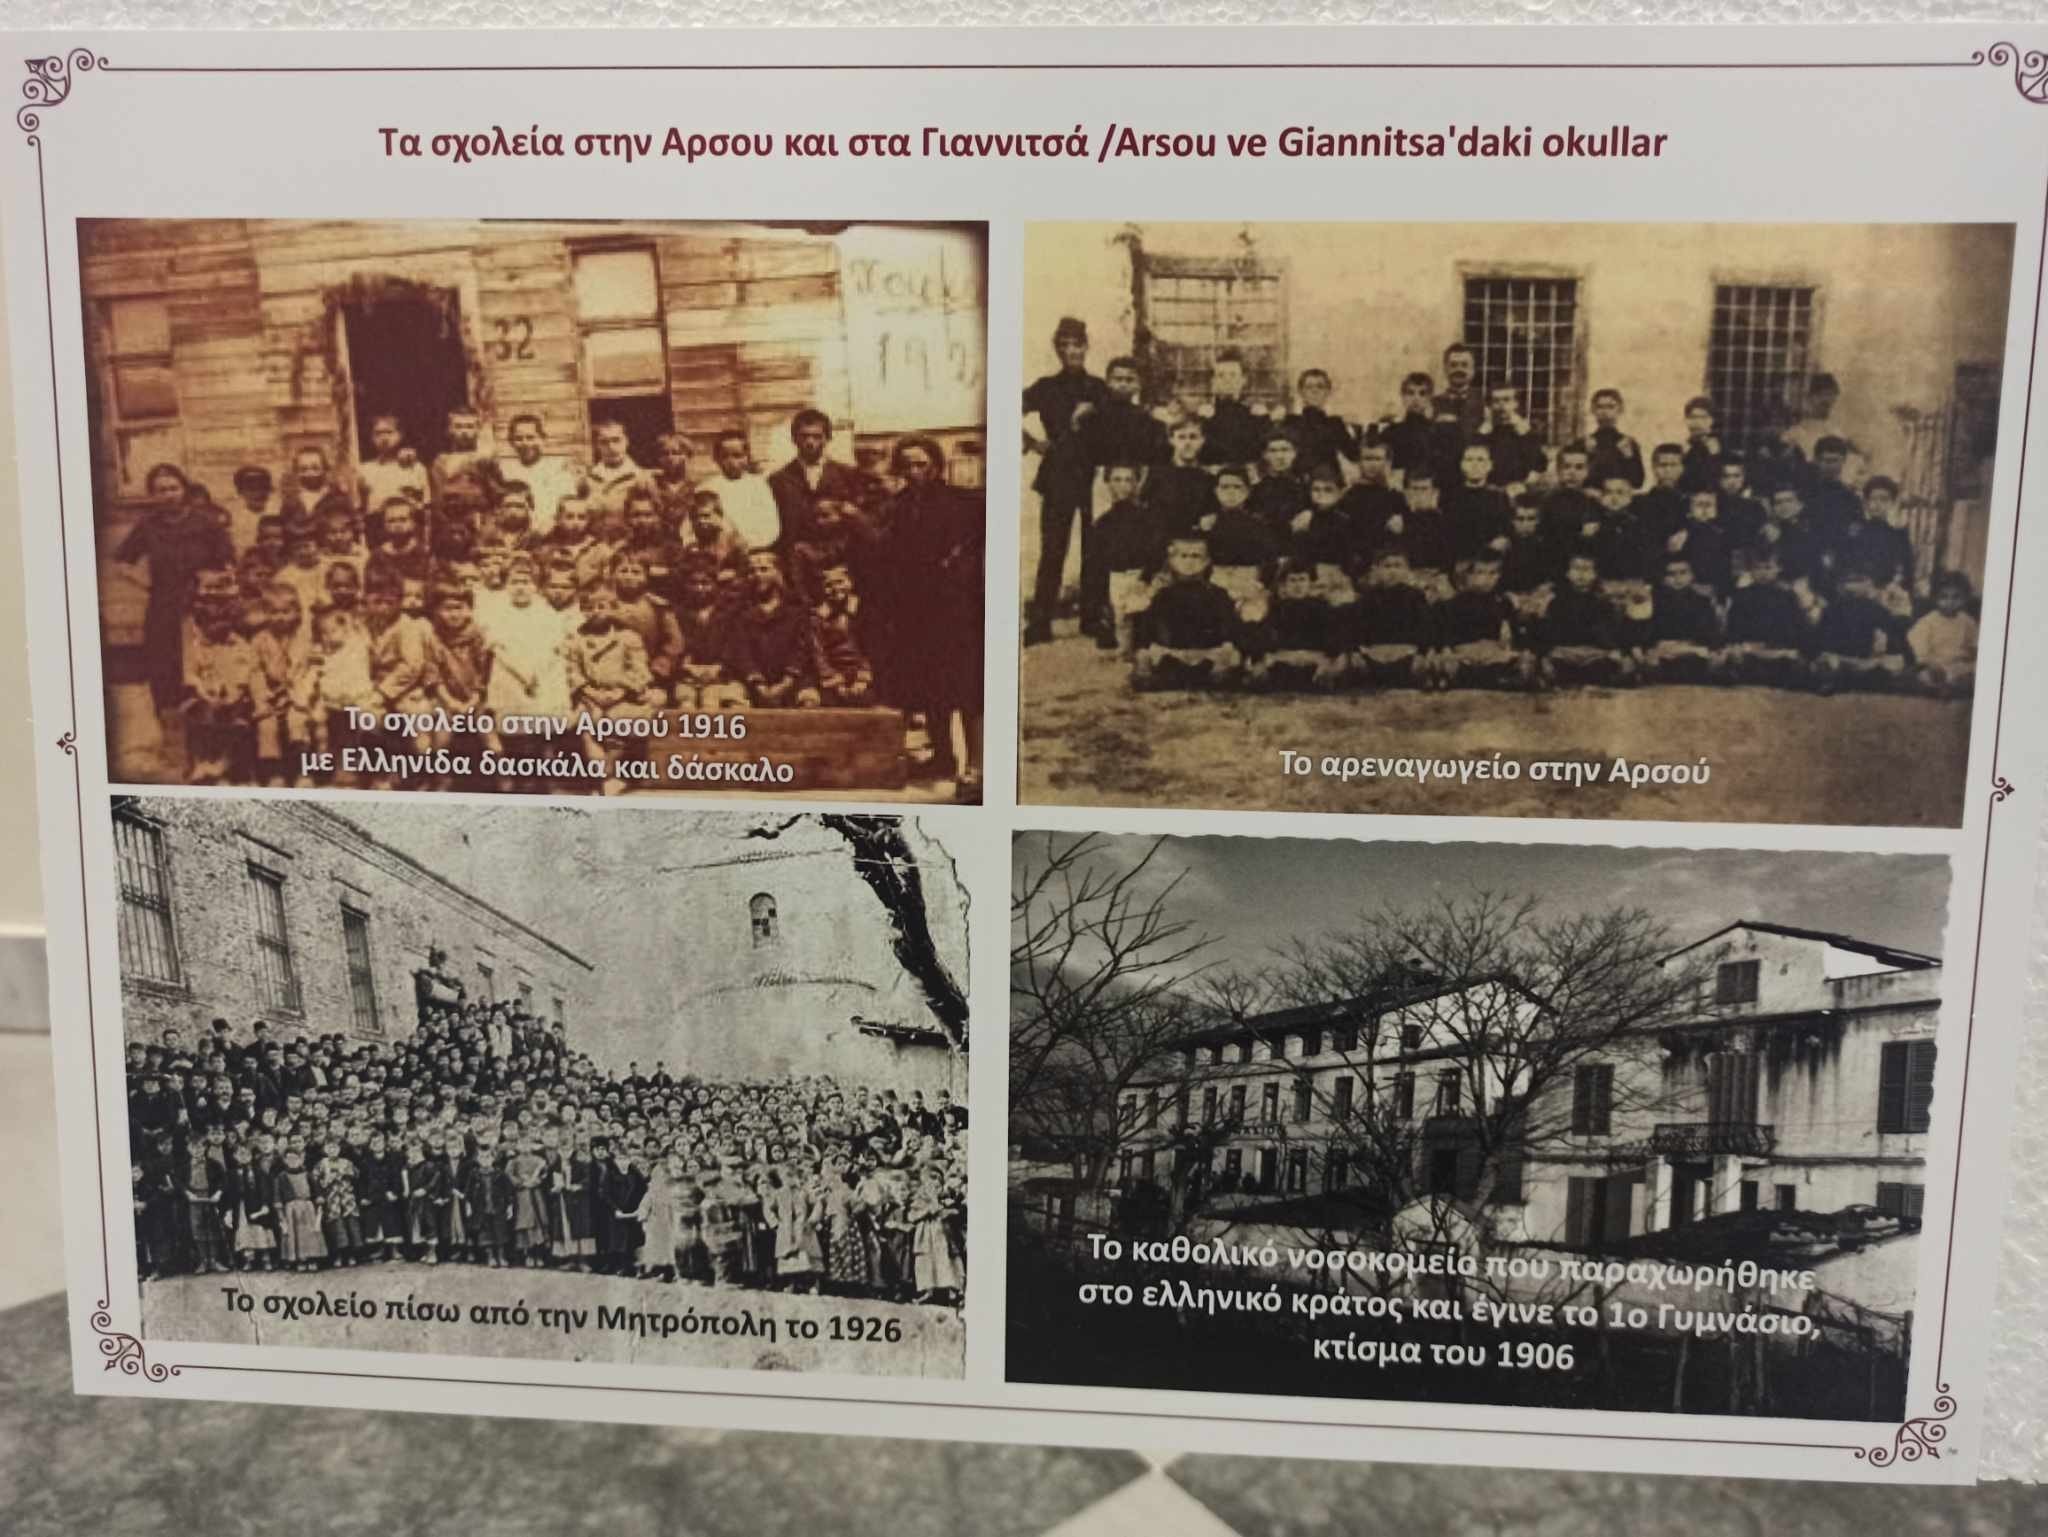 Τα σχολεία στην Αρσου και στα Γιαννιτσά /Arsou ve Giannitsa'daki okullar
32
Το σχολείο στην Αρσού 1916
με Ελληνίδα δασκάλα και δάσκαλο
Το αρεναγωγείο στην Αρσού
Το σχολείο πίσω από την Μητρόπολη το 1926
Το καθολικό νοσοκομείο που παραχωρήθηκε
στο ελληνικό κράτος και έγινε το 1ο Γυμνάσιο,
κτίσμα του 1906